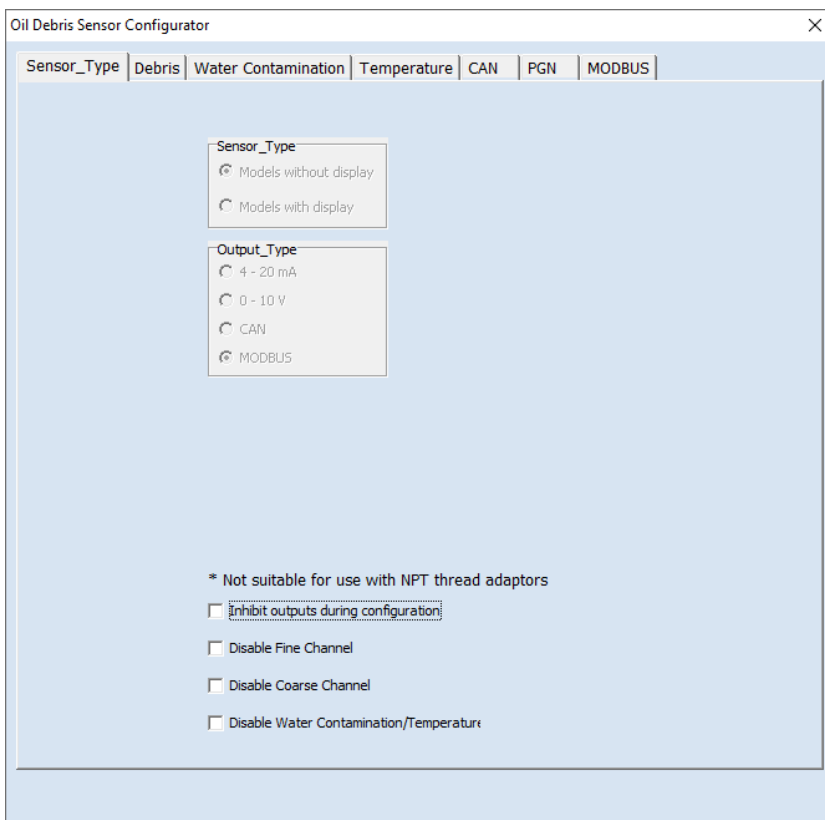 Oil Debris Sensor Configurator
Sensor_Type Debris Water Contamination Temperature CAN PGN MODBUS
Sensor_Type
Models without display
Models with display
Output_Type
4 - 20 mA
0 - 10 V
CAN
MODBUS
* Not suitable for use with NPT thread adaptors
Inhibit outputs during configuration
Disable Fine Channel
Disable Coarse Channel
Disable Water Contamination/Temperature